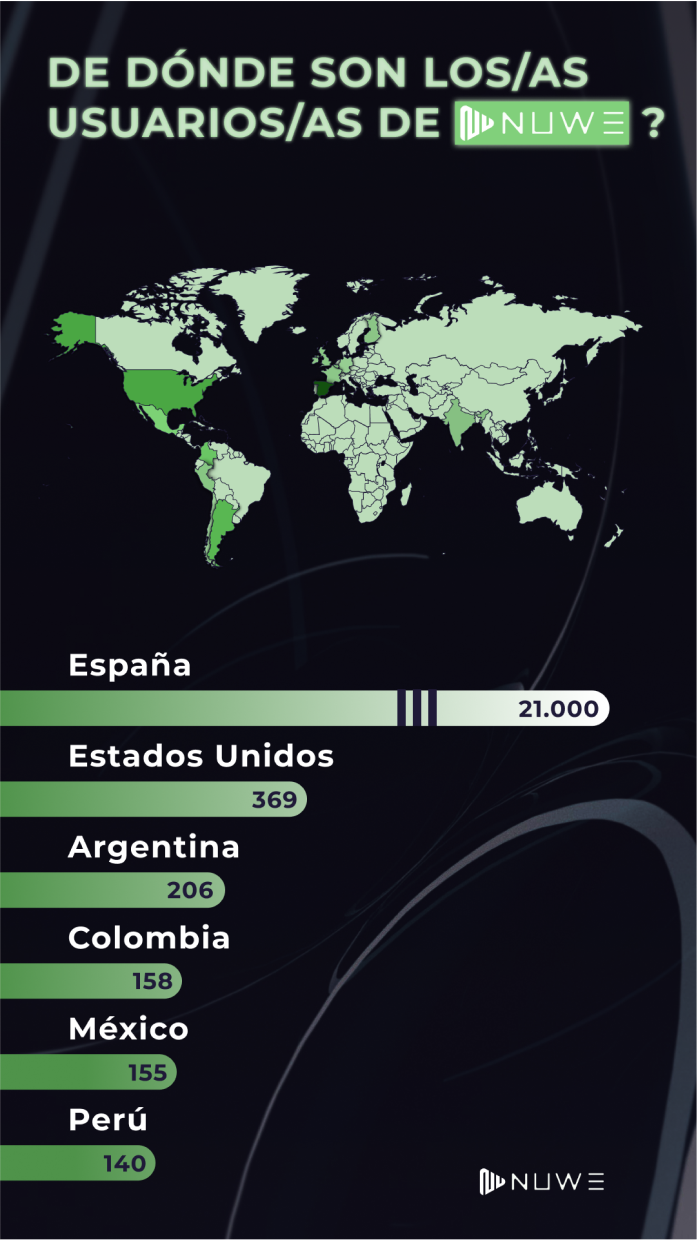 DE DÓNDE SON LOS/AS
USUARIOS/AS DE NUWE ?
España
21.000
Estados Unidos
369
Argentina
206
Colombia
158
México
155
Perú
140
NUWE